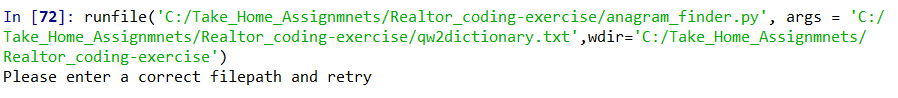 In [72]: runfile('C:/Take_Home_Assignmnets/Realtor_coding-exercise/anagram_finder.py', args = 'C:/
Take_Home_Assignmnets/Realtor_coding-exercise/qw2dictionary.txt',wdir='C:/Take_Home_Assignmnets/
Realtor_coding-exercise')
Please enter a correct filepath and retry